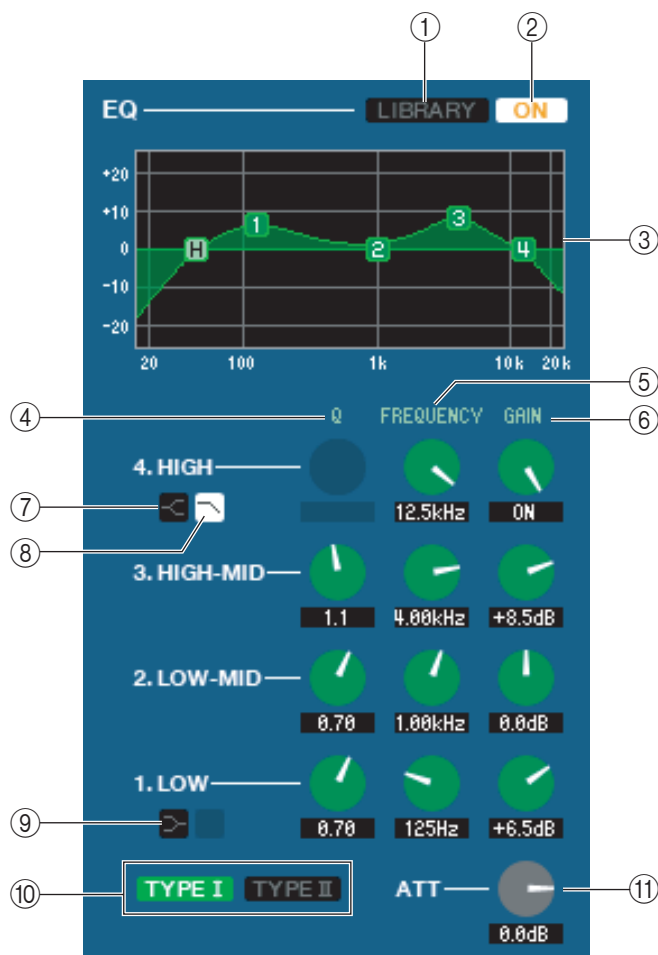 ① ②
EQ LIBRARY ON
+20
+10
0
-10
-20
H 1 2 3 4
③
20 100 1k 10k 20k
⑤
④ Q FREQUENCY GAIN ⑥
4. HIGH
⑦
⑧
12.5kHz ON
3. HIGH-MID
1.1 4.00kHz +8.5dB
2. LOW-MID
0.70 1.00kHz 0.0dB
1. LOW
⑨
0.70 125Hz +6.5dB
⑩ TYPE I TYPE II ATT ⑪
0.0dB